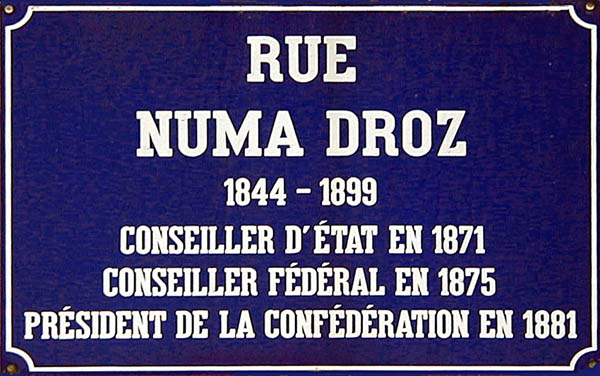 RUE
NUMA DROZ
1844 - 1899
CONSEILLER D'ÉTAT EN 1871
CONSEILLER FÉDÉRAL EN 1875
PRÉSIDENT DE LA CONFÉDÉRATION EN 1881